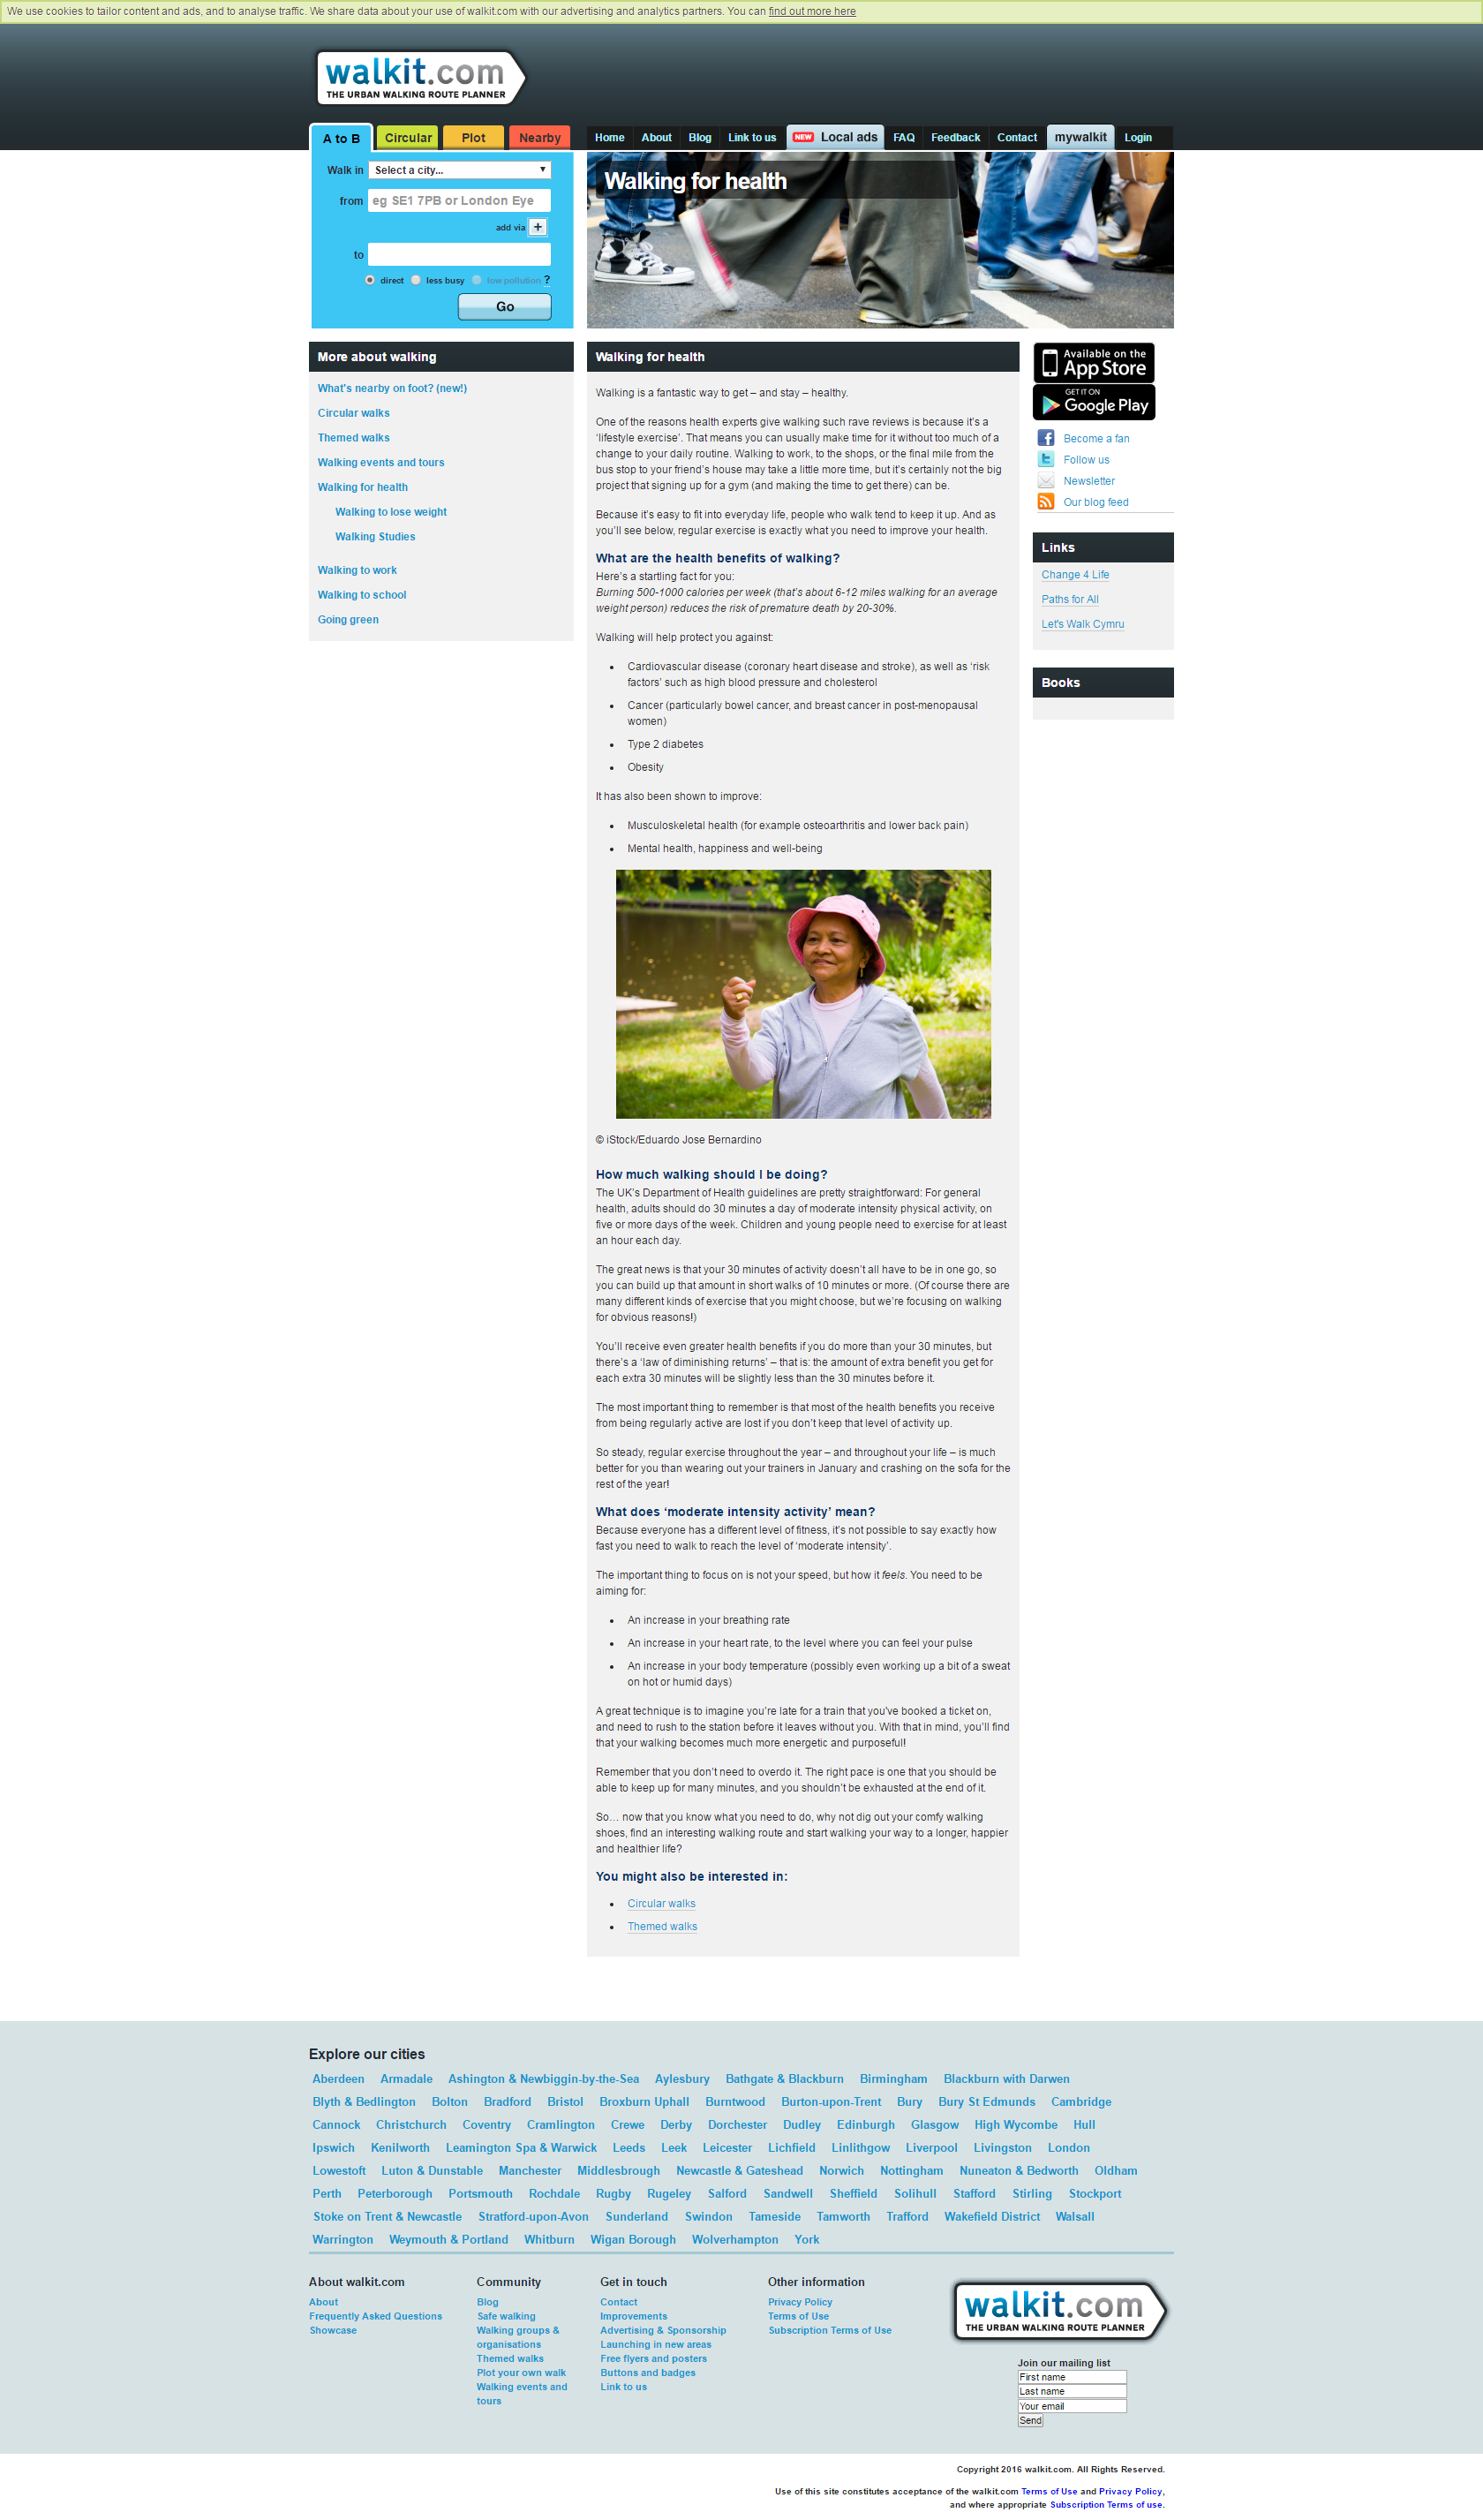 We use cookies to tailor content and ads, and to analyse traffic. We share data about your use of walkit.com with our advertising and analytics partners. You can find out more here
walkit.com
THE URBAN WALKING ROUTE PLANNER
A to B Circular Plot Nearby
Home About Blog Link to us NEW Local ads FAQ Feedback Contact mywalkit Login
Walk in Select a city...
from eg SE1 7PB or London Eye
add via +
to
direct less busy low pollution ?
Go
Walking for health
More about walking
What's nearby on foot? (new!)
Circular walks
Themed walks
Walking events and tours
Walking for health
Walking to lose weight
Walking Studies
Walking to work
Walking to school
Going green
Walking for health
Walking is a fantastic way to get – and stay – healthy.
One of the reasons health experts give walking such rave reviews is because it’s a
‘lifestyle exercise’. That means you can usually make time for it without too much of a
change to your daily routine. Walking to work, to the shops, or the final mile from the
bus stop to your friend’s house may take a little more time, but it’s certainly not the big
project that signing up for a gym (and making the time to get there) can be.
Because it’s easy to fit into everyday life, people who walk tend to keep it up. And as
you’ll see below, regular exercise is exactly what you need to improve your health.
What are the health benefits of walking?
Here’s a startling fact for you:
Burning 500-1000 calories per week (that’s about 6-12 miles walking for an average
weight person) reduces the risk of premature death by 20-30%.
Walking will help protect you against:
• Cardiovascular disease (coronary heart disease and stroke), as well as ‘risk
factors’ such as high blood pressure and cholesterol
• Cancer (particularly bowel cancer, and breast cancer in post-menopausal
women)
• Type 2 diabetes
• Obesity
It has also been shown to improve:
• Musculoskeletal health (for example osteoarthritis and lower back pain)
• Mental health, happiness and well-being
© iStock/Eduardo Jose Bernardino
How much walking should I be doing?
The UK’s Department of Health guidelines are pretty straightforward: For general
health, adults should do 30 minutes a day of moderate intensity physical activity, on
five or more days of the week. Children and young people need to exercise for at least
an hour each day.
The great news is that your 30 minutes of activity doesn’t all have to be in one go, so
you can build up that amount in short walks of 10 minutes or more. (Of course there are
many different kinds of exercise that you might choose, but we’re focusing on walking
for obvious reasons!)
You’ll receive even greater health benefits if you do more than your 30 minutes, but
there’s a ‘law of diminishing returns’ – that is: the amount of extra benefit you get for
each extra 30 minutes will be slightly less than the 30 minutes before it.
The most important thing to remember is that most of the health benefits you receive
from being regularly active are lost if you don’t keep that level of activity up.
So steady, regular exercise throughout the year – and throughout your life – is much
better for you than wearing out your trainers in January and crashing on the sofa for the
rest of the year!
What does ‘moderate intensity activity’ mean?
Because everyone has a different level of fitness, it’s not possible to say exactly how
fast you need to walk to reach the level of ‘moderate intensity’.
The important thing to focus on is not your speed, but how it feels. You need to be
aiming for:
• An increase in your breathing rate
• An increase in your heart rate, to the level where you can feel your pulse
• An increase in your body temperature (possibly even working up a bit of a sweat
on hot or humid days)
A great technique is to imagine you’re late for a train that you've booked a ticket on,
and need to rush to the station before it leaves without you. With that in mind, you’ll find
that your walking becomes much more energetic and purposeful!
Remember that you don’t need to overdo it. The right pace is one that you should be
able to keep up for many minutes, and you shouldn’t be exhausted at the end of it.
So… now that you know what you need to do, why not dig out your comfy walking
shoes, find an interesting walking route and start walking your way to a longer, happier
and healthier life?
You might also be interested in:
• Circular walks
• Themed walks
Available on the
App Store
GET IT ON
Google Play
Become a fan
Follow us
Newsletter
Our blog feed
Links
Change 4 Life
Paths for All
Let's Walk Cymru
Books
Explore our cities
Aberdeen Armadale Ashington & Newbiggin-by-the-Sea Aylesbury Bathgate & Blackburn Birmingham Blackburn with Darwen
Blyth & Bedlington Bolton Bradford Bristol Broxburn Uphall Burntwood Burton-upon-Trent Bury Bury St Edmunds Cambridge
Cannock Christchurch Coventry Cramlington Crewe Derby Dorchester Dudley Edinburgh Glasgow High Wycombe Hull
Ipswich Kenilworth Leamington Spa & Warwick Leeds Leek Leicester Lichfield Linlithgow Liverpool Livingston London
Lowestoft Luton & Dunstable Manchester Middlesbrough Newcastle & Gateshead Norwich Nottingham Nuneaton & Bedworth Oldham
Perth Peterborough Portsmouth Rochdale Rugby Rugeley Salford Sandwell Sheffield Solihull Stafford Stirling Stockport
Stoke on Trent & Newcastle Stratford-upon-Avon Sunderland Swindon Tameside Tamworth Trafford Wakefield District Walsall
Warrington Weymouth & Portland Whitburn Wigan Borough Wolverhampton York
About walkit.com
About
Frequently Asked Questions
Showcase
Community
Blog
Safe walking
Walking groups &
organisations
Themed walks
Plot your own walk
Walking events and
tours
Get in touch
Contact
Improvements
Advertising & Sponsorship
Launching in new areas
Free flyers and posters
Buttons and badges
Link to us
Other information
Privacy Policy
Terms of Use
Subscription Terms of Use
walkit.com
THE URBAN WALKING ROUTE PLANNER
Join our mailing list
First name
Last name
Your email
Send
Copyright 2016 walkit.com. All Rights Reserved.
Use of this site constitutes acceptance of the walkit.com Terms of Use and Privacy Policy,
and where appropriate Subscription Terms of use.